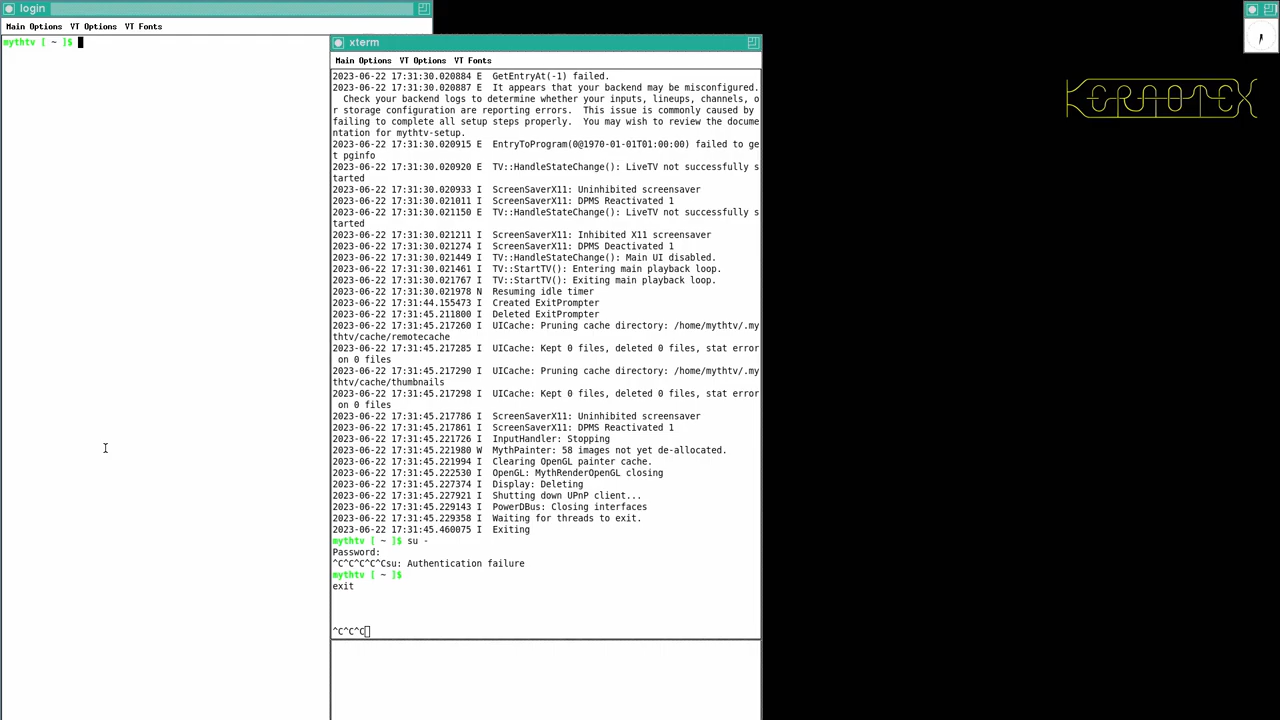 login
Main Options VT Options VT Fonts
mythtv [ ~ ]$
xterm
Main Options VT Options VT Fonts
2023-06-22 17:31:30.020884 E  GetEntryAt(-1) failed.
2023-06-22 17:31:30.020887 E  It appears that your backend may be misconfigured.
  Check your backend logs to determine whether your inputs, lineups, channels, o
r storage configuration are reporting errors.  This issue is commonly caused by
failing to complete all setup steps properly.  You may wish to review the docume
ntation for mythtv-setup.
2023-06-22 17:31:30.020915 E  EntryToProgram(0@1970-01-01T01:00:00) failed to ge
t pginfo
2023-06-22 17:31:30.020920 E  TV::HandleStateChange(): LiveTV not successfully s
tarted
2023-06-22 17:31:30.020933 I  ScreenSaverX11: Uninhibited screensaver
2023-06-22 17:31:30.021011 I  ScreenSaverX11: DPMS Reactivated 1
2023-06-22 17:31:30.021150 E  TV::HandleStateChange(): LiveTV not successfully s
tarted
2023-06-22 17:31:30.021211 I  ScreenSaverX11: Inhibited X11 screensaver
2023-06-22 17:31:30.021274 I  ScreenSaverX11: DPMS Deactivated 1
2023-06-22 17:31:30.021449 I  TV::HandleStateChange(): Main UI disabled.
2023-06-22 17:31:30.021461 I  TV::StartTV(): Entering main playback loop.
2023-06-22 17:31:30.021767 I  TV::StartTV(): Exiting main playback loop.
2023-06-22 17:31:30.021978 N  Resuming idle timer
2023-06-22 17:31:44.155473 I  Created ExitPrompter
2023-06-22 17:31:45.211800 I  Deleted ExitPrompter
2023-06-22 17:31:45.217260 I  UICache: Pruning cache directory: /home/mythtv/.my
thtv/cache/remotecache
2023-06-22 17:31:45.217285 I  UICache: Kept 0 files, deleted 0 files, stat error
 on 0 files
2023-06-22 17:31:45.217290 I  UICache: Pruning cache directory: /home/mythtv/.my
thtv/cache/thumbnails
2023-06-22 17:31:45.217298 I  UICache: Kept 0 files, deleted 0 files, stat error
 on 0 files
2023-06-22 17:31:45.217786 I  ScreenSaverX11: Uninhibited screensaver
2023-06-22 17:31:45.217861 I  ScreenSaverX11: DPMS Reactivated 1
2023-06-22 17:31:45.221726 I  InputHandler: Stopping
2023-06-22 17:31:45.221980 W  MythPainter: 58 images not yet de-allocated.
2023-06-22 17:31:45.221994 I  Clearing OpenGL painter cache.
2023-06-22 17:31:45.222530 I  OpenGL: MythRenderOpenGL closing
2023-06-22 17:31:45.227374 I  Display: Deleting
2023-06-22 17:31:45.227921 I  Shutting down UPnP client...
2023-06-22 17:31:45.229143 I  PowerDBus: Closing interfaces
2023-06-22 17:31:45.229358 I  Waiting for threads to exit.
2023-06-22 17:31:45.460075 I  Exiting
mythtv [ ~ ]$ su -
Password:
^C^C^C^C^Csu: Authentication failure
mythtv [ ~ ]$
exit
^C^C^C